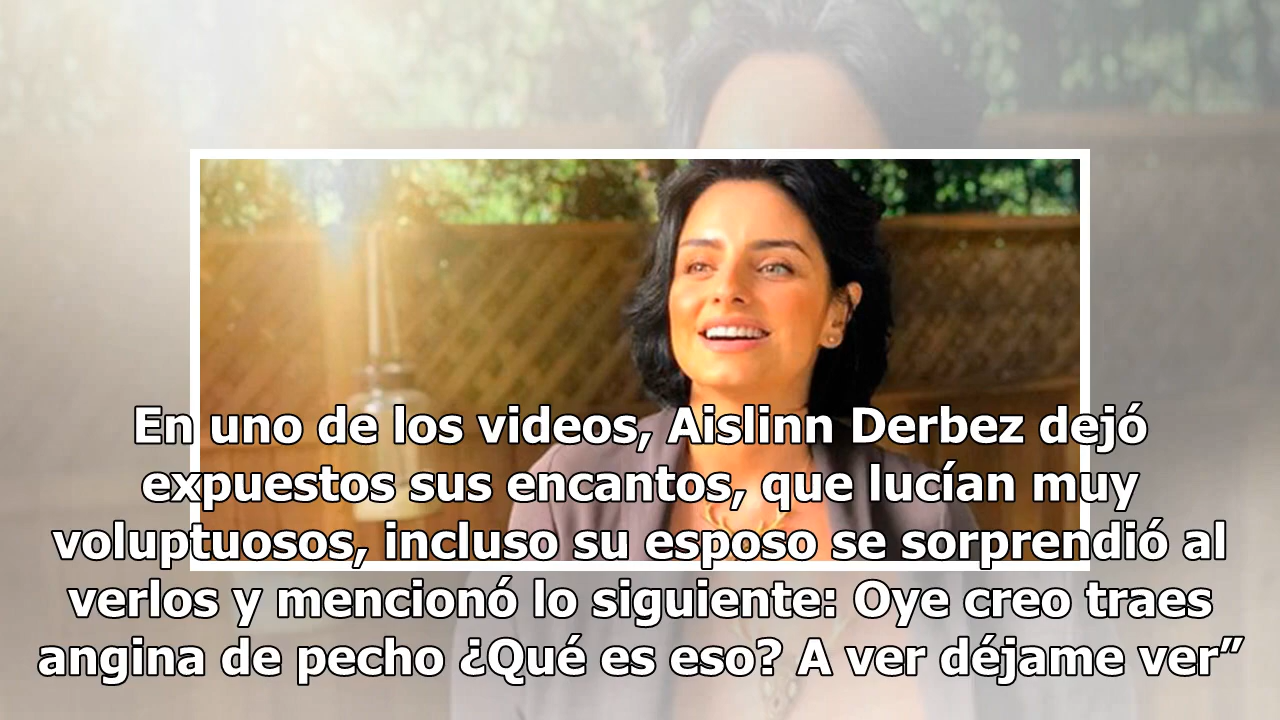 En uno de los videos, Aislinn Derbez dejó
expuestos sus encantos, que lucían muy
voluptuosos, incluso su esposo se sorprendió al
verlos y mencionó lo siguiente: Oye creo traes
angina de pecho ¿Qué es eso? A ver déjame ver”